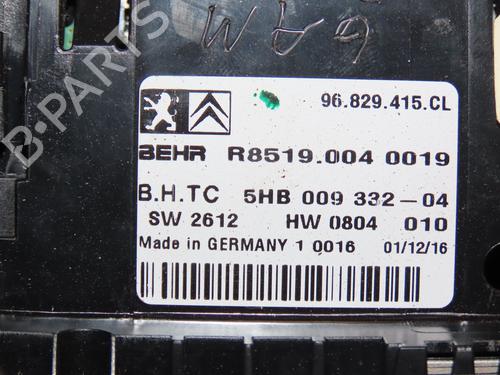 96.829.415.CL
BEHR R8519.004 0019
B.H.TC 5HB 009 332-04
SW 2612 HW 0804 010
Made in GERMANY 1 0016 01/12/16
B-PARTS